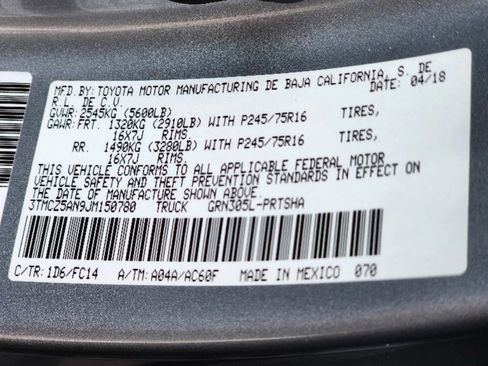 MFD.BY:TOYOTA MOTOR MANUFACTURING DE BAJA CALIFORNIA, S. DE
R.L. DE C.V. DATE: 04/18
GVWR:2545KG (5600LB)
GAWR:FRT. 1320KG (2910LB) WITH P245/75R16 TIRES,
16X7J RIMS,
RR. 1490KG (3280LB) WITH P245/75R16 TIRES,
16X7J RIMS.
THIS VEHICLE CONFORMS TO ALL APPLICABLE FEDERAL MOTOR
VEHICLE SAFETY AND THEFT PREVENTION STANDARDS IN EFFECT ON
THE DATE OF MANUFACTURE SHOWN ABOVE.
3TMCZ5AN9JM150780 TRUCK GRN305L-PRTSHA
C/TR:1D6/FC14 A/TM:A04A/AC60F MADE IN MEXICO 070